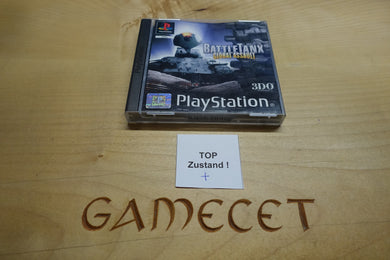 BATTLETANX
GLOBAL ASSAULT
3DO
PlayStation
TOP
Zustand !
+
GAMECET